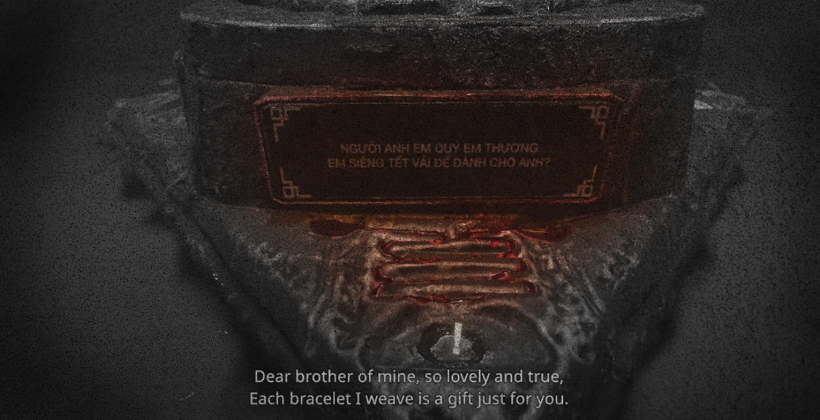 NGƯỜI ANH EM QUÝ EM THƯƠNG
EM SIÊNG TẾT VẢI ĐỂ DÀNH CHO ANH?
Dear brother of mine, so lovely and true,
Each bracelet I weave is a gift just for you.